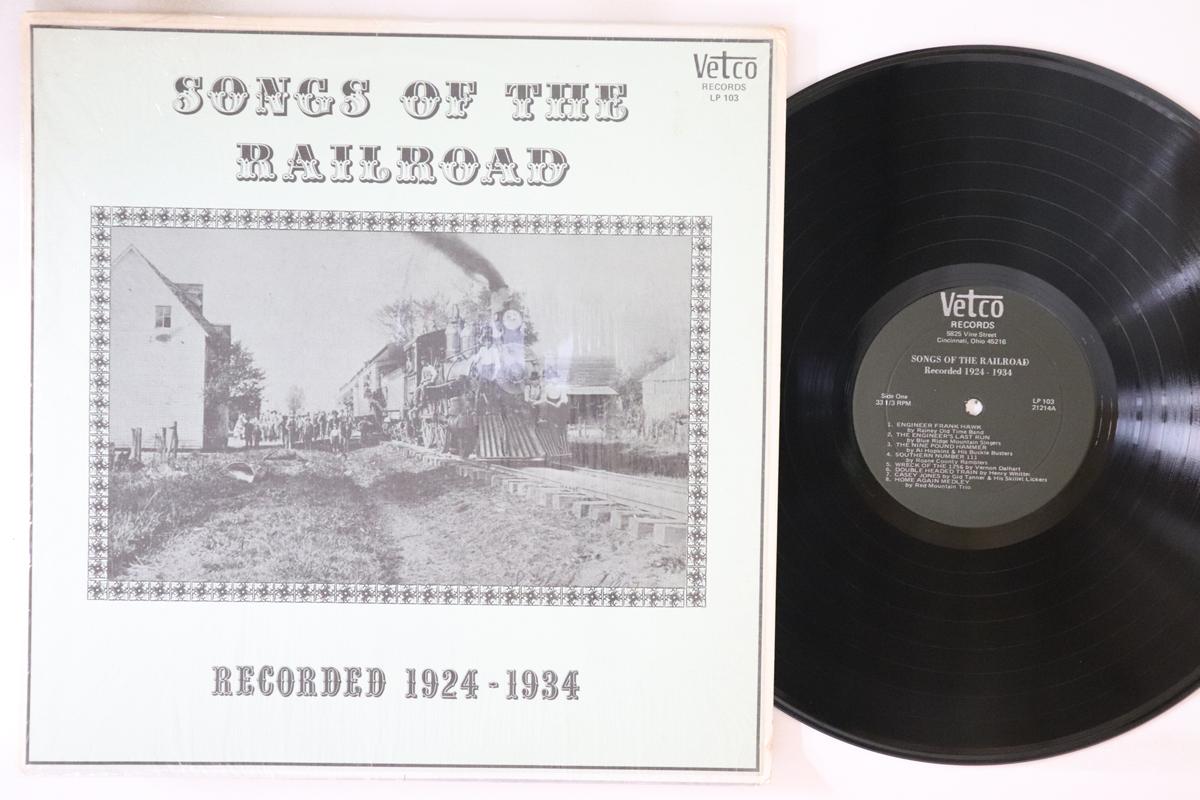 SONGS OF THE
RAILROAD
Vetco
RECORDS
LP 103
RECORDED 1924-1934
Vetco
RECORDS
5825 Vine Street
Cincinnati, Ohio 45216
SONGS OF THE RAILROAD
Recorded 1924 - 1934
Side One
33 1/3 RPM
LP 103
21214A
1. ENGINEER FRANK HAWK
by Rainey Old Time Band
2. THE ENGINEER'S LAST RUN
by Blue Ridge Mountain Singers
3. THE NINE POUND HAMMER
by Al Hopkins & His Buckle Busters
4. SOUTHERN NUMBER 111
by Roane County Ramblers
5. WRECK OF THE 1256 by Vernon Dalhart
6. DOUBLE HEADED TRAIN by Henry Whitter
7. CASEY JONES by Gid Tanner & His Skillet Lickers
8. HOME AGAIN MEDLEY
by Red Mountain Trio